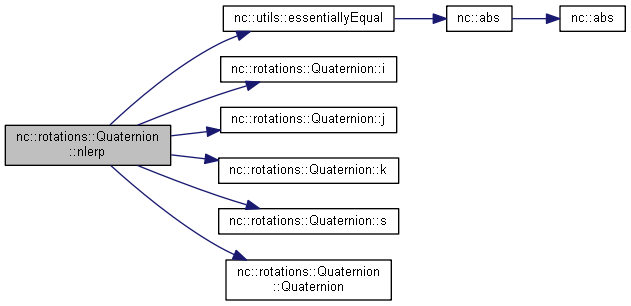 nc::rotations::Quaternion
::nlerp
nc::utils::essentiallyEqual
nc::abs
nc::abs
nc::rotations::Quaternion::i
nc::rotations::Quaternion::j
nc::rotations::Quaternion::k
nc::rotations::Quaternion::s
nc::rotations::Quaternion
::Quaternion